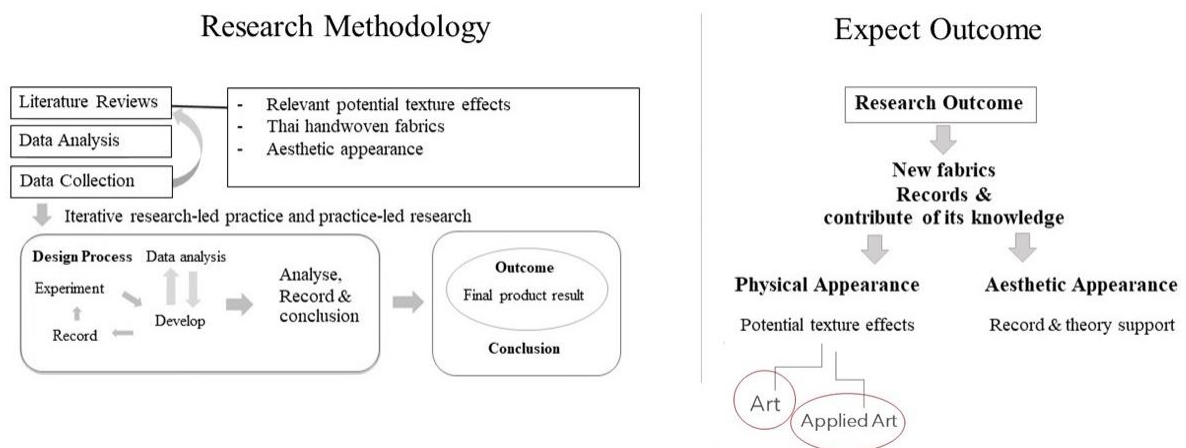 Research Methodology
Literature Reviews
Data Analysis
Data Collection
- Relevant potential texture effects
- Thai handwoven fabrics
- Aesthetic appearance
Iterative research-led practice and practice-led research
Design Process
Data analysis
Experiment
Record
Develop
Analyse,
Record &
conclusion
Outcome
Final product result
Conclusion
Expect Outcome
Research Outcome
New fabrics
Records &
contribute of its knowledge
Physical Appearance
Potential texture effects
Art
Applied Art
Aesthetic Appearance
Record & theory support